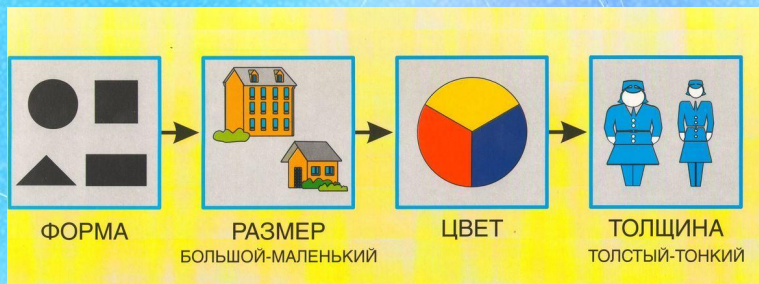 ФОРМА
РАЗМЕР
БОЛЬШОЙ-МАЛЕНЬКИЙ
ЦВЕТ
ТОЛЩИНА
ТОЛСТЫЙ-ТОНКИЙ